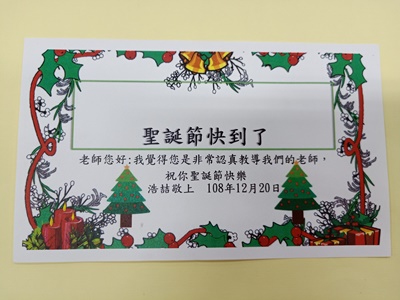 聖誕節快到了
老師您好:我覺得您是非常認真教導我們的老師，
祝你聖誕節快樂
浩喆敬上 108年12月20日